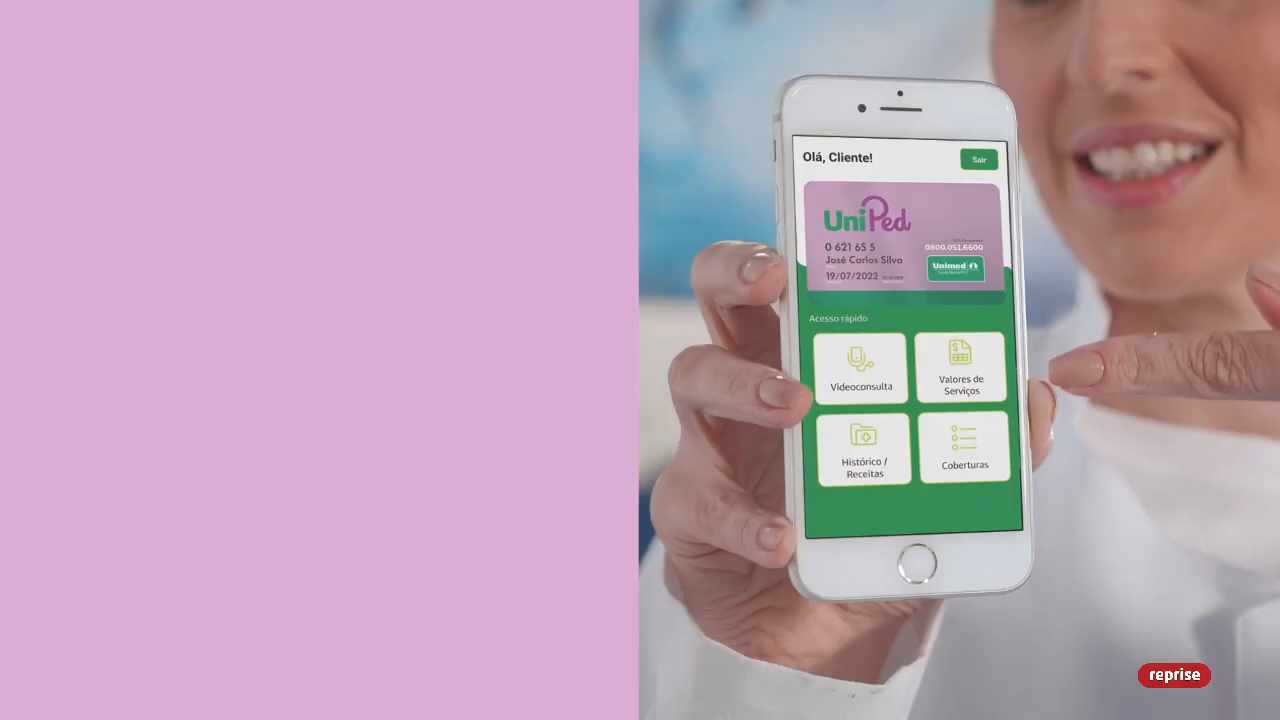 Olá, Cliente!
Sair
UniPed
0 621 65 5
0800.051.6600
José Carlos Silva
Unimed
19/07/2022
Acesso rápido
Videoconsulta
Valores de
Serviços
Histórico /
Receitas
Coberturas
reprise